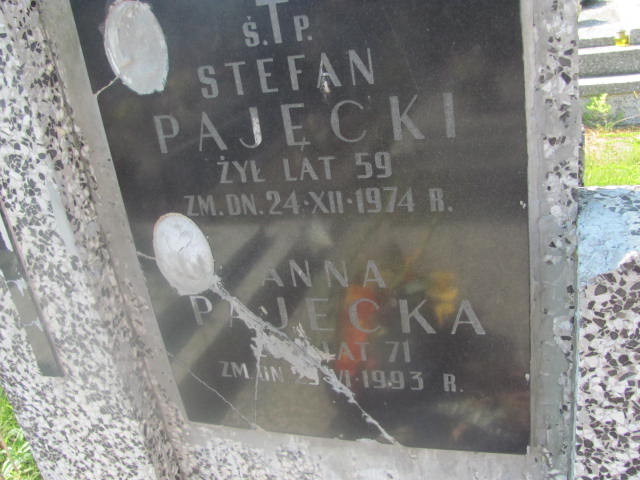 Ś.†P.
STEFAN
PAJĘCKI
ŻYŁ LAT 59
ZM. DN. 24·XII·1974 R.
ANNA
PAJĘCKA
LAT 71
ZM. DN VI·1993 R.